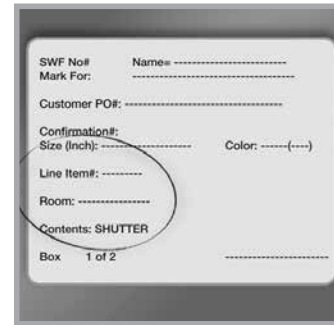 SWF No#   Name= --------------------------
Mark For:   -------------------------------------
Customer PO#: ------------------------------------
Confirmation#:
Size (Inch): --------------------   Color: ------(----)
Line Item#: ---------
Room: ----------------
Contents: SHUTTER
Box   1 of 2   ------------------------